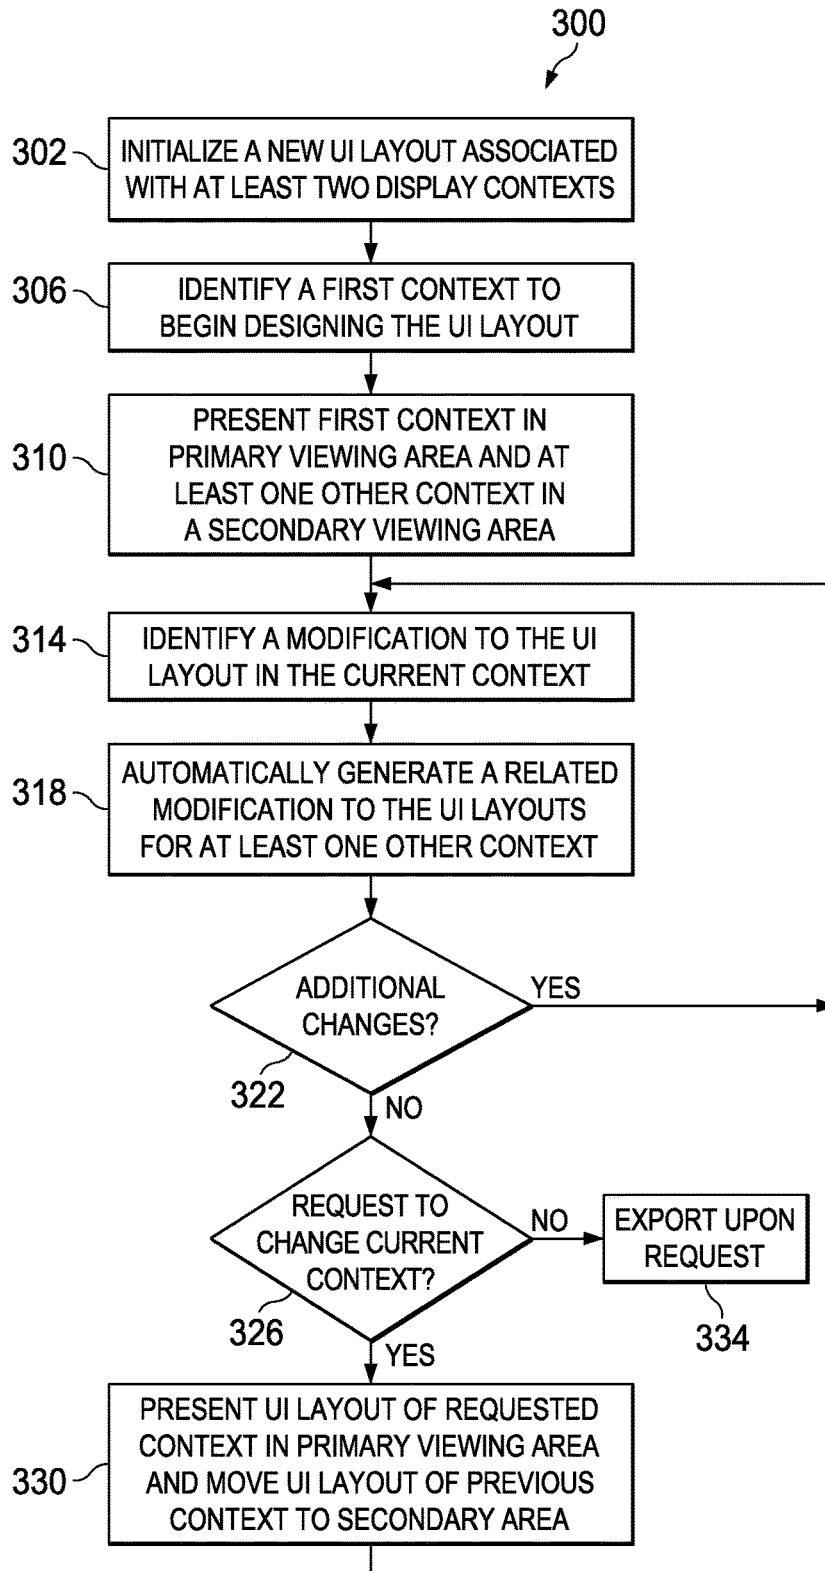 300
302
INITIALIZE A NEW UI LAYOUT ASSOCIATED
WITH AT LEAST TWO DISPLAY CONTEXTS
306
IDENTIFY A FIRST CONTEXT TO
BEGIN DESIGNING THE UI LAYOUT
310
PRESENT FIRST CONTEXT IN
PRIMARY VIEWING AREA AND AT
LEAST ONE OTHER CONTEXT IN
A SECONDARY VIEWING AREA
314
IDENTIFY A MODIFICATION TO THE UI
LAYOUT IN THE CURRENT CONTEXT
318
AUTOMATICALLY GENERATE A RELATED
MODIFICATION TO THE UI LAYOUTS
FOR AT LEAST ONE OTHER CONTEXT
ADDITIONAL
CHANGES?
YES
322
NO
REQUEST TO
CHANGE CURRENT
CONTEXT?
NO
EXPORT UPON
REQUEST
326
334
YES
330
PRESENT UI LAYOUT OF REQUESTED
CONTEXT IN PRIMARY VIEWING AREA
AND MOVE UI LAYOUT OF PREVIOUS
CONTEXT TO SECONDARY AREA